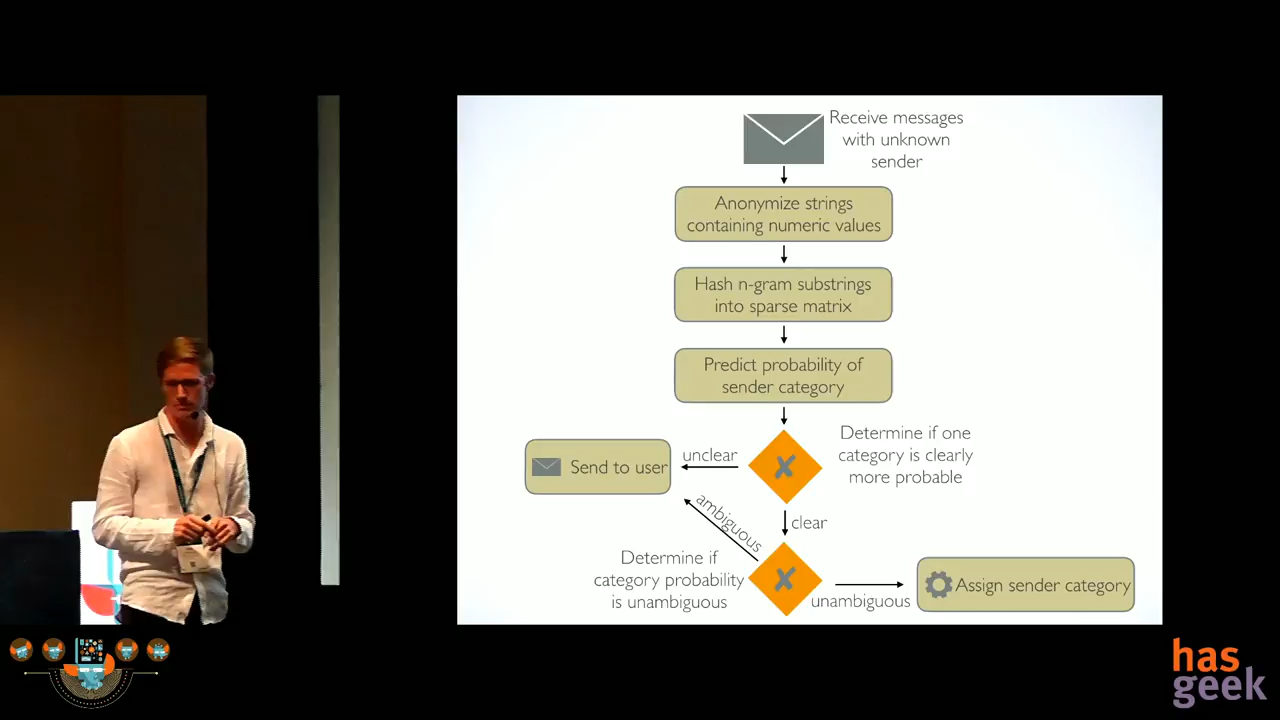 Receive messages
with unknown
sender
Anonymize strings
containing numeric values
Hash n-gram substrings
into sparse matrix
Predict probability of
sender category
Determine if one
category is clearly
more probable
unclear
Send to user
ambiguous
clear
Determine if
category probability
is unambiguous
unambiguous
Assign sender category
has
geek